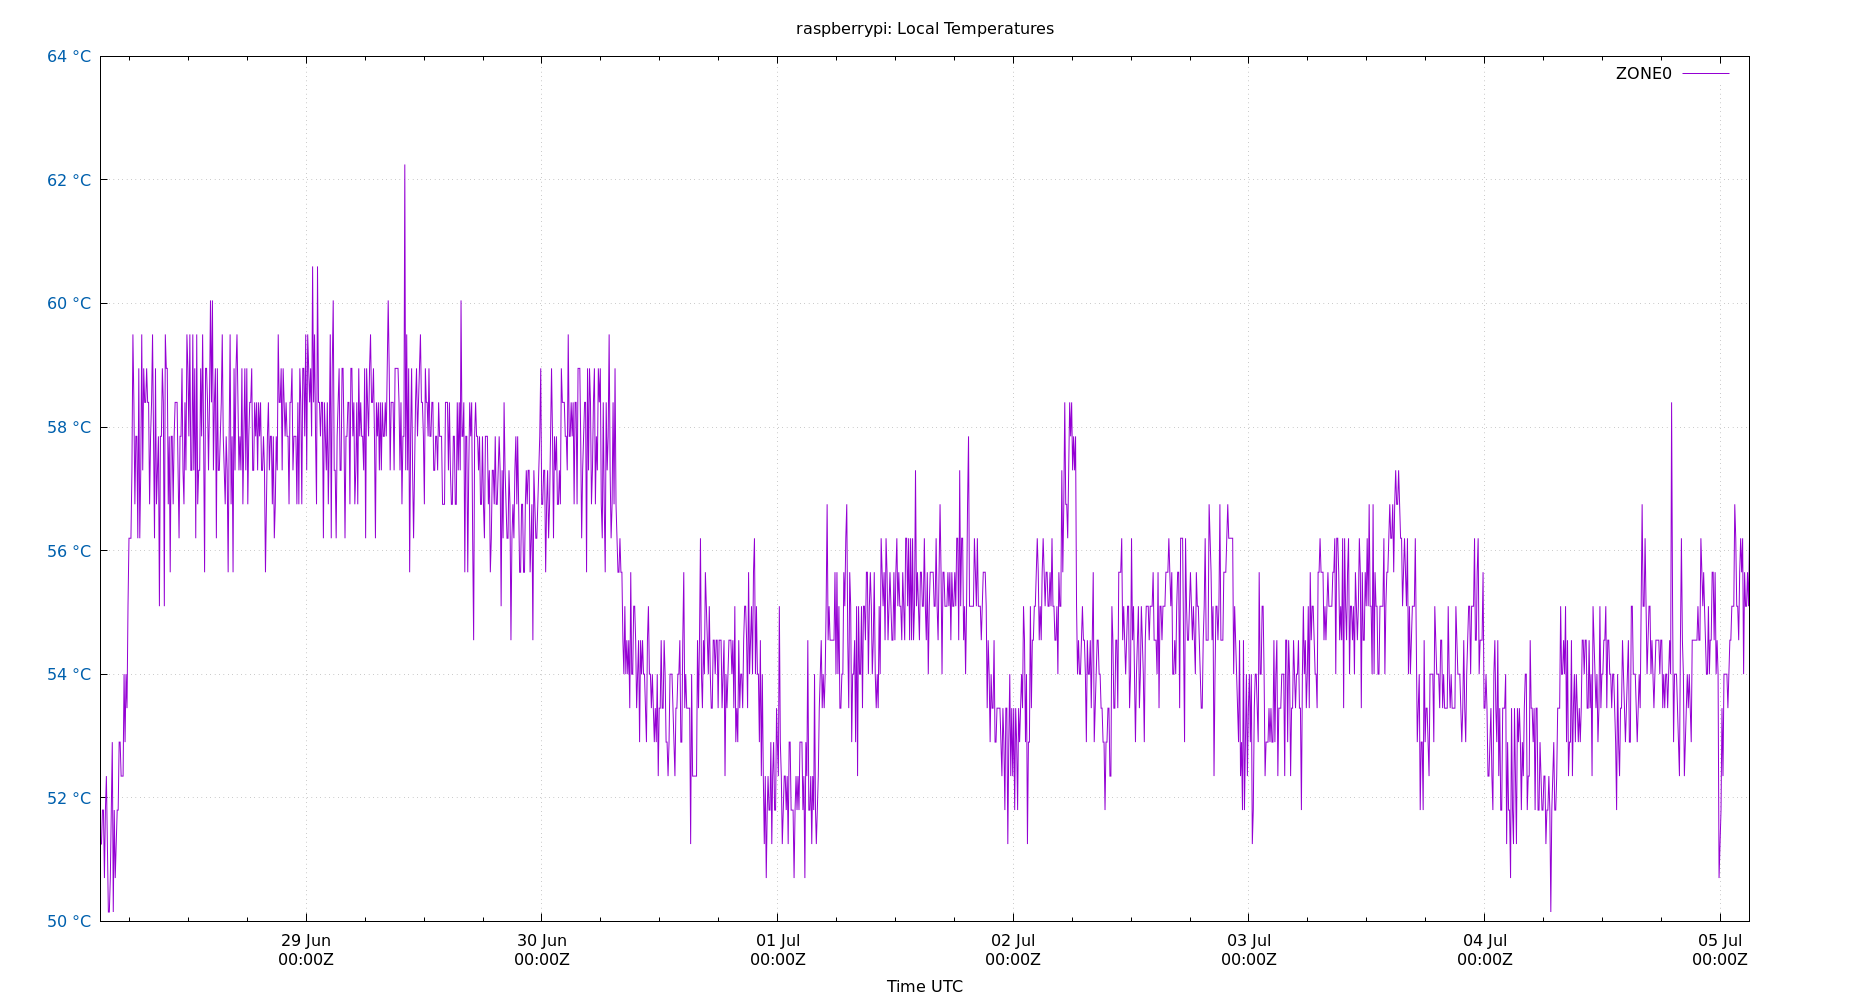 raspberrypi: Local Temperatures
64 °C
ZONE0
62 °C
60 °C
58 °C
56 °C
54 °C
52 °C
50 °C
29 Jun 30 Jun 01 Jul 02 Jul 03 Jul 04 Jul 05 Jul
00:00Z 00:00Z 00:00Z 00:00Z 00:00Z 00:00Z 00:00Z
Time UTC